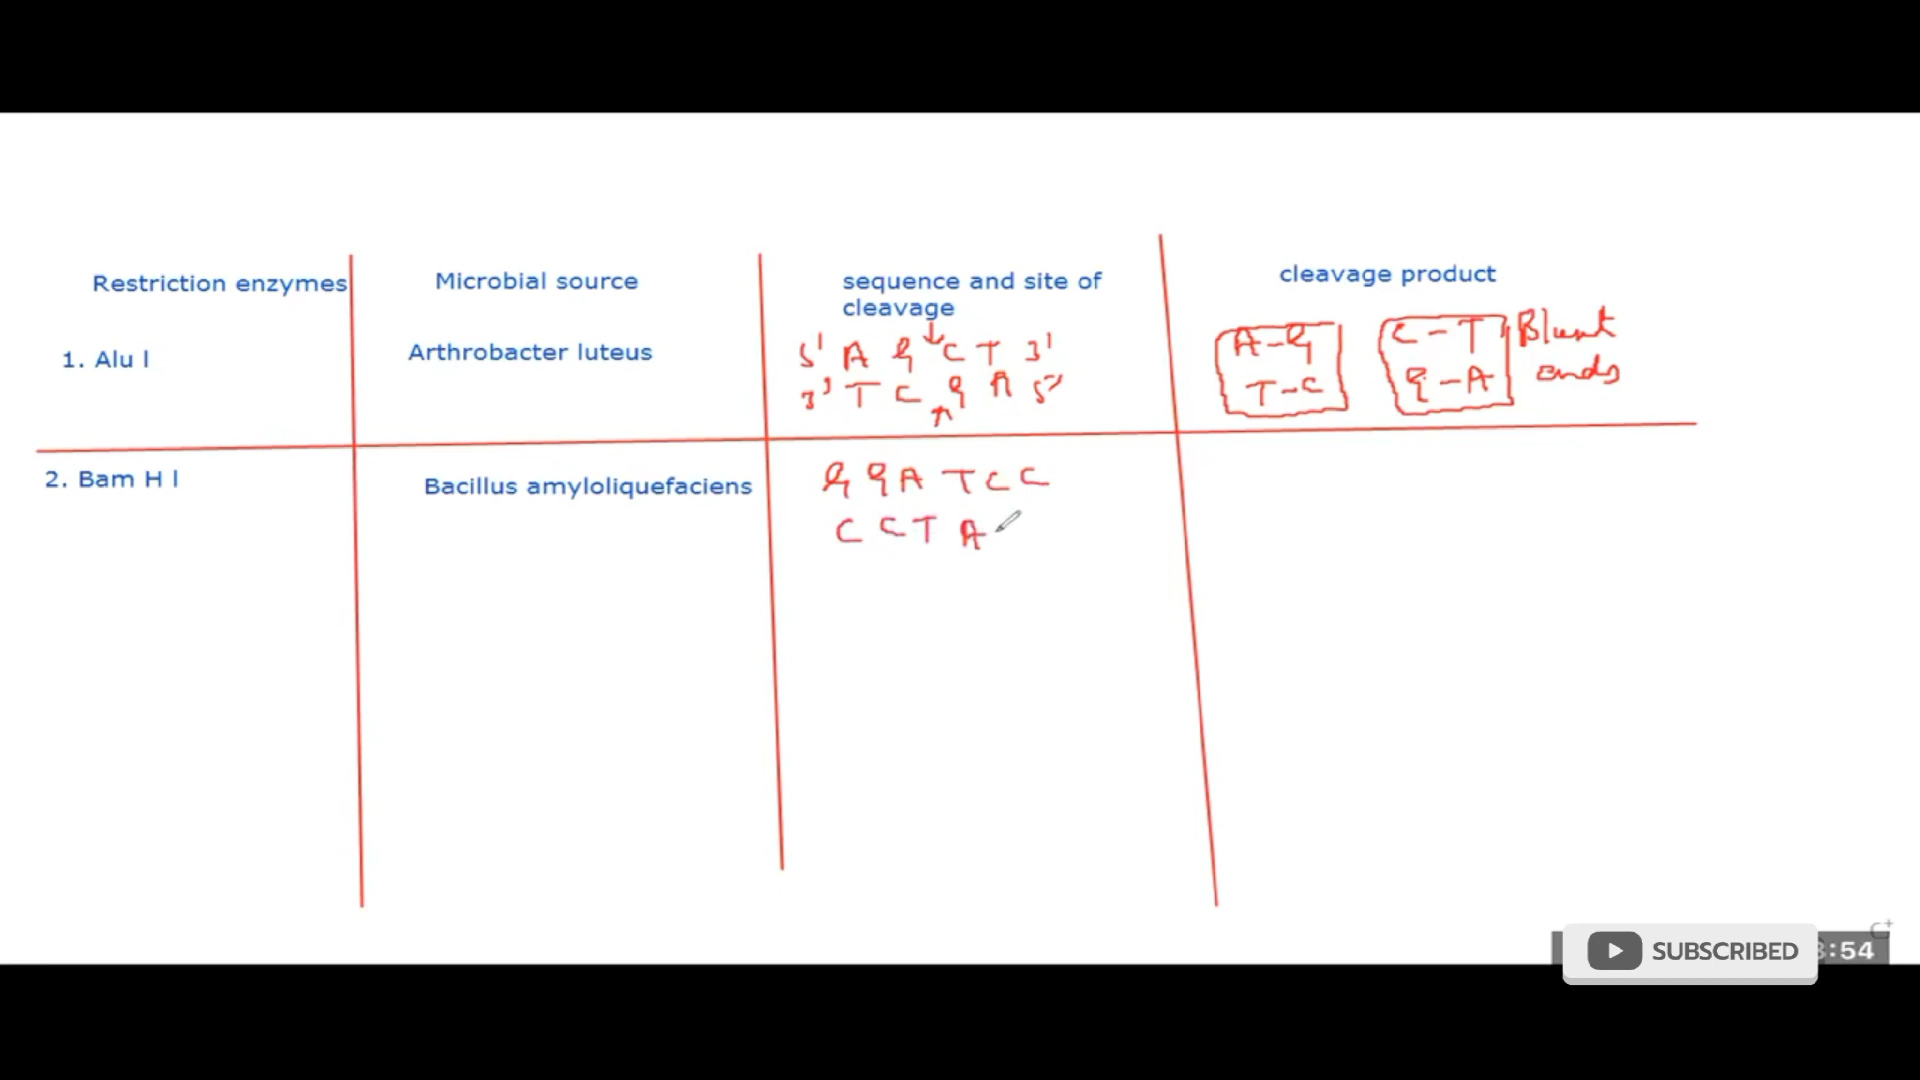 Restriction enzymes
Microbial source
sequence and site of
cleavage
cleavage product
1. Alu l
Arthrobacter luteus
5' A G C T 3'
3' T C G A 5'
A-G
T-C
C-T
G-A
Blunt
ends
2. Bam H l
Bacillus amyloliquefaciens
G G A T C C
C C T A
SUBSCRIBED
:54